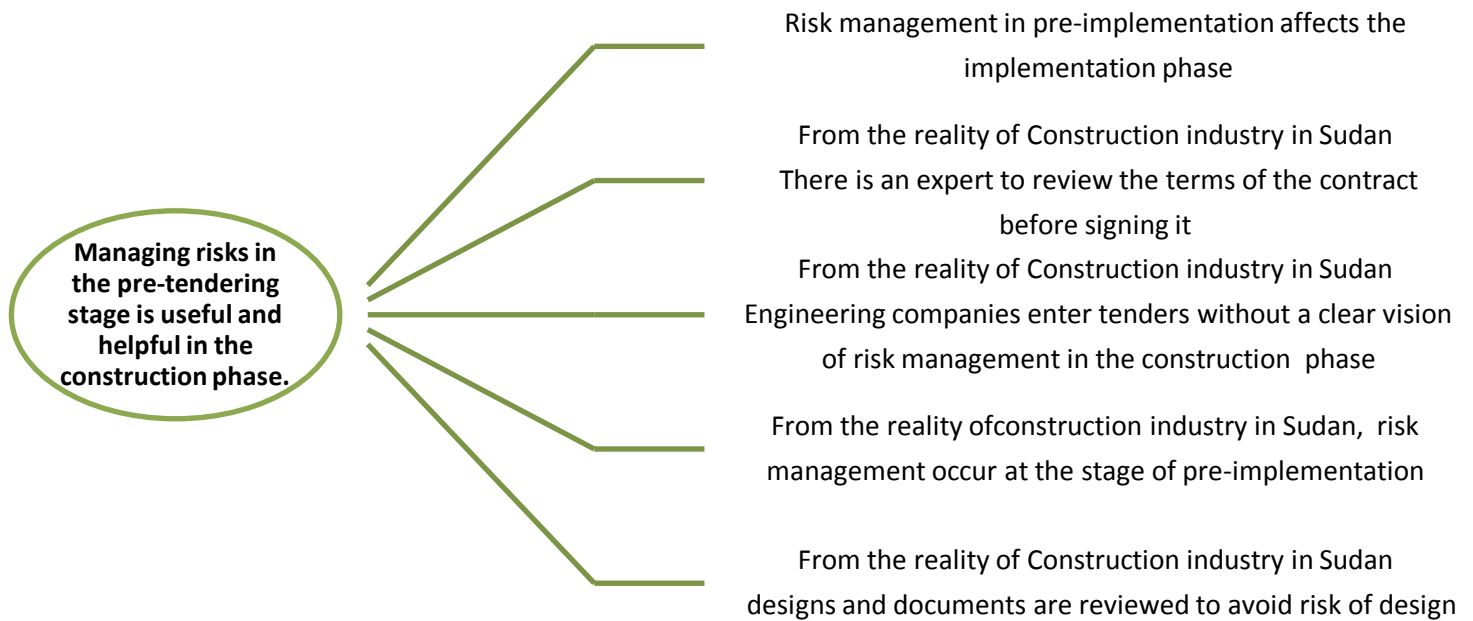 Managing risks in
the pre-tendering
stage is useful and
helpful in the
construction phase.
Risk management in pre-implementation affects the
implementation phase
From the reality of Construction industry in Sudan
There is an expert to review the terms of the contract
before signing it
From the reality of Construction industry in Sudan
Engineering companies enter tenders without a clear vision
of risk management in the construction phase
From the reality ofconstruction industry in Sudan, risk
management occur at the stage of pre-implementation
From the reality of Construction industry in Sudan
designs and documents are reviewed to avoid risk of design